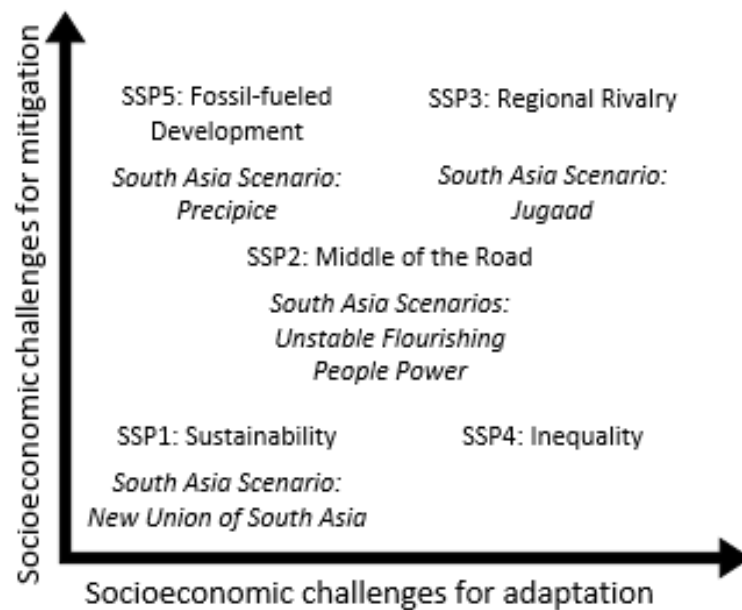 Socioeconomic challenges for mitigation
SSP5: Fossil-fueled
Development
South Asia Scenario:
Precipice
SSP3: Regional Rivalry
South Asia Scenario:
Jugaad
SSP2: Middle of the Road
South Asia Scenarios:
Unstable Flourishing
People Power
SSP1: Sustainability
South Asia Scenario:
New Union of South Asia
SSP4: Inequality
Socioeconomic challenges for adaptation